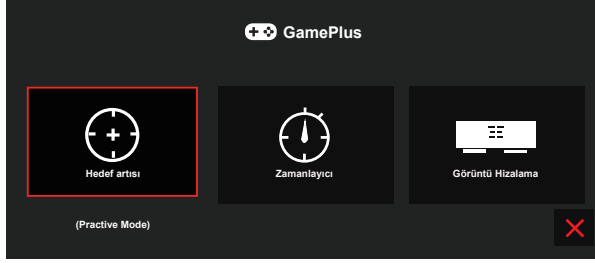 GamePlus
Hedef artısı
Zamanlayıcı
Görüntü Hizalama
(Practive Mode)